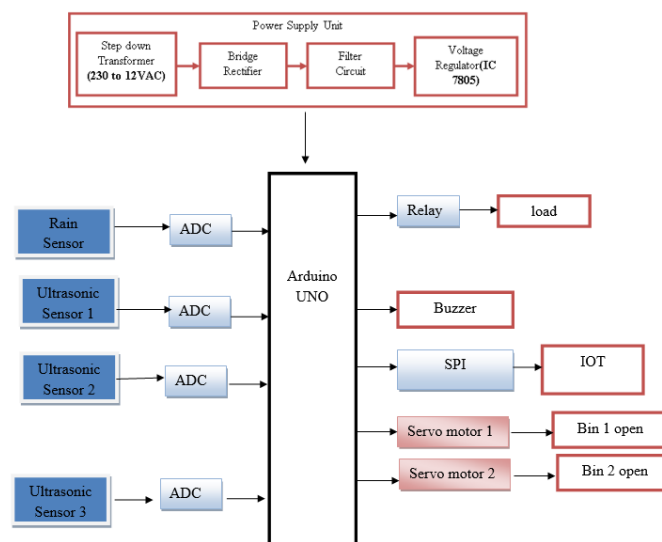 Power Supply Unit
Step down
Transformer
(230 to 12VAC)
Bridge
Rectifier
Filter
Circuit
Voltage
Regulator(IC
7805)
Rain
Sensor
ADC
Ultrasonic
Sensor 1
ADC
Ultrasonic
Sensor 2
ADC
Ultrasonic
Sensor 3
ADC
Arduino
UNO
Relay
load
Buzzer
SPI
IOT
Servo motor 1
Bin 1 open
Servo motor 2
Bin 2 open